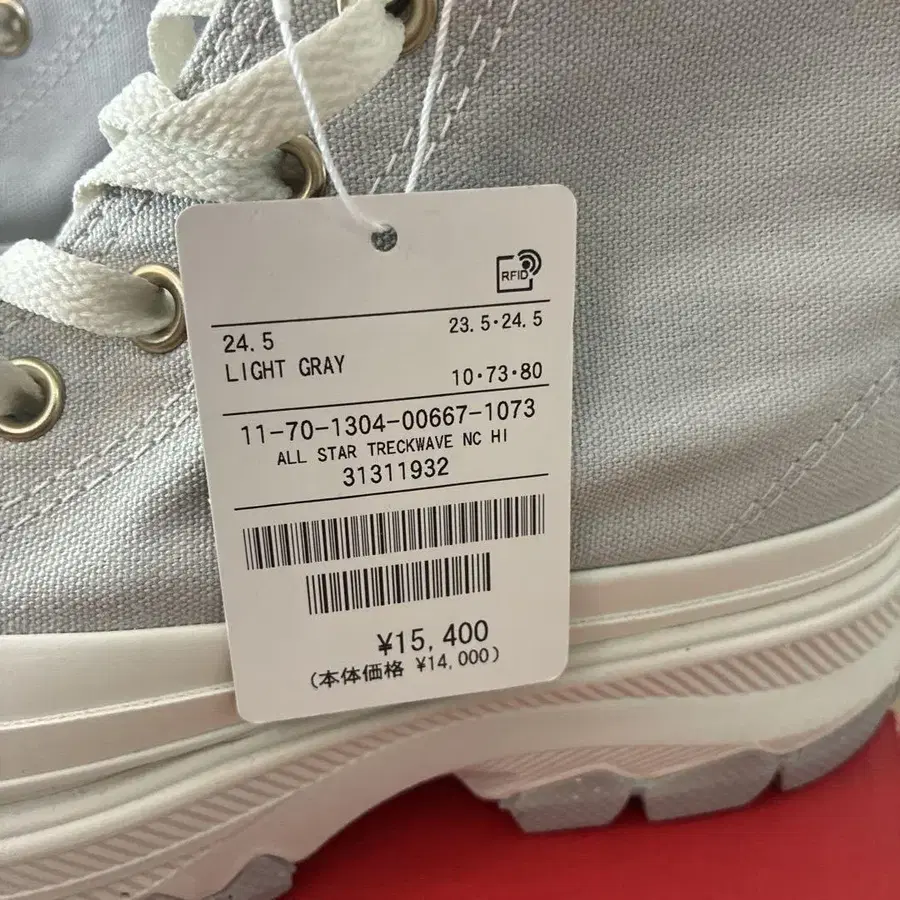 RFID
24.5 23.5・24.5
LIGHT GRAY
10・73・80
11-70-1304-00667-1073
ALL STAR TRECKWAVE NC HI
31311932
¥15,400
(本体価格 ¥14,000)